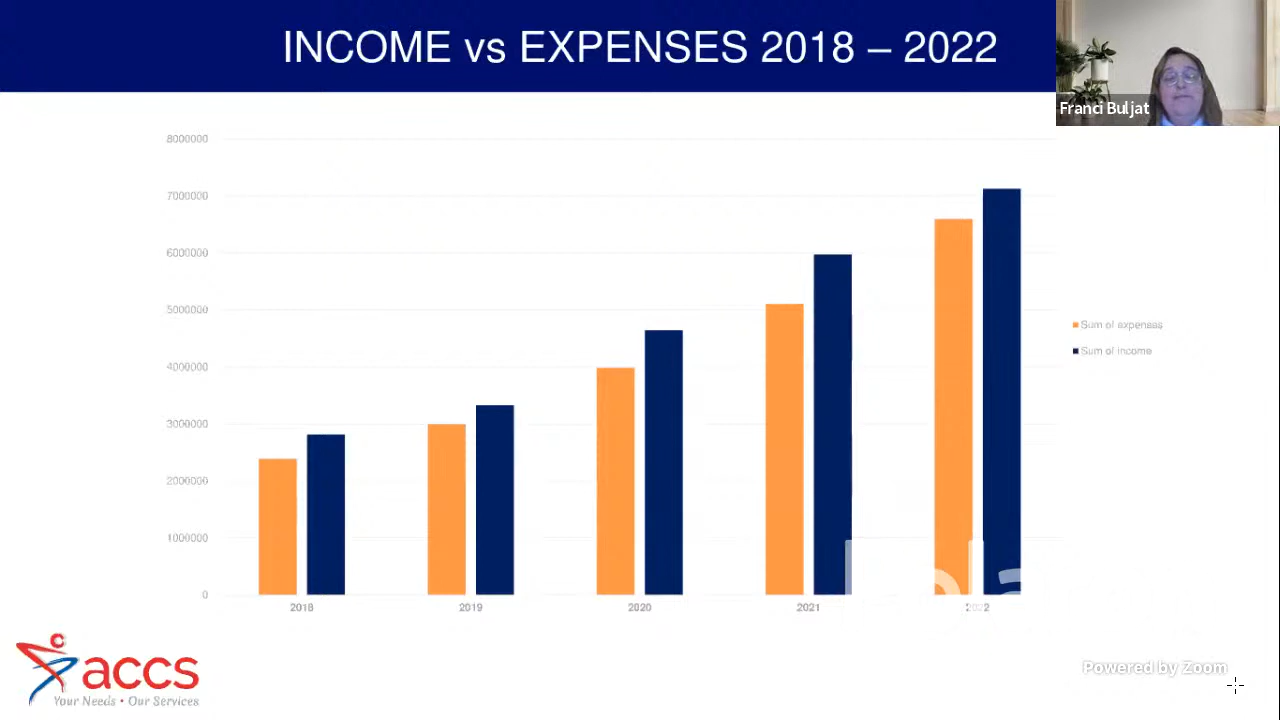 INCOME vs EXPENSES 2018 – 2022
Franci Buljat
8000000
7000000
6000000
5000000
4000000
3000000
2000000
1000000
0
2018
2019
2020
2021
2022
Sum of expenses
Sum of income
accs
Your Needs • Our Services
Powered by Zoom